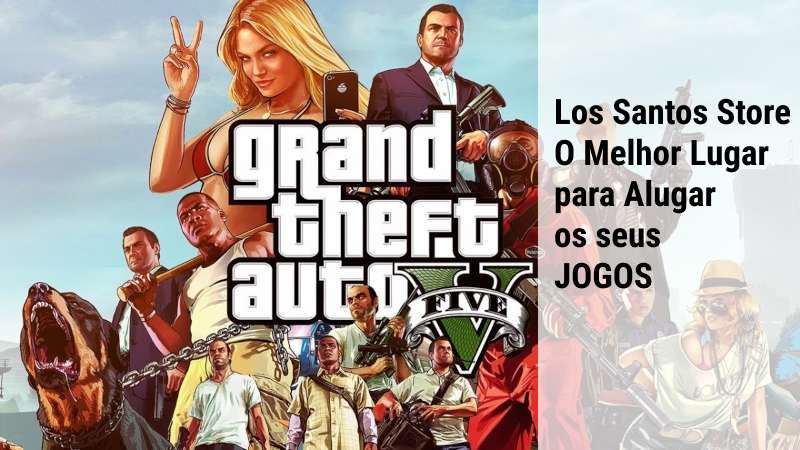 grand
theft
auto V
FIVE
Los Santos Store
O Melhor Lugar
para Alugar
os seus
JOGOS